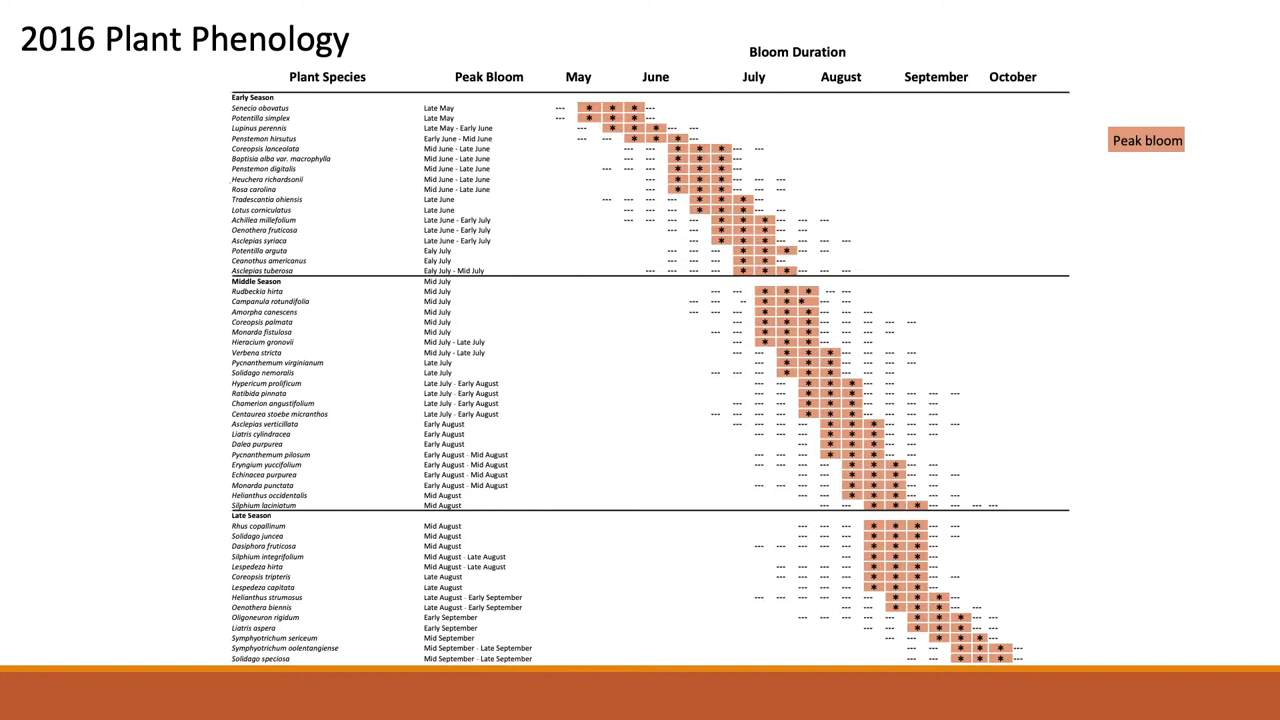 2016 Plant Phenology
Bloom Duration
Plant Species Peak Bloom May June July August September October
Early Season
Senecio obovatus Late May --- * * * ---
Potentilla simplex Late May --- * * * ---
Lupinus perennis Late May - Early June --- * * * --- ---
Penstemon hirsutus Early June - Mid June --- --- * * * ---
Coreopsis lanceolata Mid June - Late June --- --- * * * --- ---
Baptisia alba var. macrophylla Mid June - Late June --- --- * * * ---
Penstemon digitalis Mid June - Late June --- --- --- * * * ---
Heuchera richardsonii Mid June - Late June --- * * * --- --- ---
Rosa carolina Mid June - Late June --- * * * --- --- ---
Tradescantia ohiensis Late June --- --- --- --- * * * ---
Lotus corniculatus Late June --- --- --- * * * ---
Achillea millefolium Late June - Early July --- --- --- --- * * * --- --- ---
Oenothera fruticosa Late June - Early July --- --- * * * --- ---
Asclepias syriaca Late June - Early July --- * * * --- --- --- ---
Potentilla arguta Ealy July --- --- --- * * * --- ---
Ceanothus americanus Ealy July --- --- --- * * ---
Asclepias tuberosa Ealy July - Mid July --- --- --- --- * * * --- --- ---
Middle Season Mid July
Rudbeckia hirta Mid July --- --- * * * --- ---
Campanula rotundifolia Mid July --- --- -- * * * --- ---
Amorpha canescens Mid July --- --- --- * * * --- --- ---
Coreopsis palmata Mid July --- * * * --- --- --- --- ---
Monarda fistulosa Mid July --- --- * * * --- --- --- ---
Hieracium gronovii Mid July - Late July --- * * * --- --- ---
Verbena stricta Mid July - Late July --- --- * * * --- --- --- ---
Pycnanthemum virginianum Late July --- * * * --- --- --- ---
Solidago nemoralis Late July --- --- --- * * * --- --- ---
Hypericum prolificum Late July - Early August --- --- * * * --- ---
Ratibida pinnata Late July - Early August --- --- * * * --- --- --- --- ---
Chamerion angustifolium Late July - Early August --- --- --- * * * --- --- --- ---
Centaurea stoebe micranthos Late July - Early August --- --- --- --- * * * --- --- --- ---
Asclepias verticillata Early August --- --- --- --- * * * --- --- --- ---
Liatris cylindracea Early August --- --- --- * * * --- --- ---
Dalea purpurea Early August --- --- * * * --- ---
Pycnanthemum pilosum Early August - Mid August --- --- --- * * * --- ---
Eryngium yuccifolium Early August - Mid August --- --- --- --- * * * --- ---
Echinacea purpurea Early August - Mid August --- --- --- * * * --- --- ---
Monarda punctata Early August - Mid August --- --- --- --- * * * --- ---
Helianthus occidentalis Mid August --- --- * * * --- --- ---
Silphium laciniatum Mid August --- --- * * * --- --- --- ---
Late Season
Rhus copallinum Mid August --- --- --- * * * --- ---
Solidago juncea Mid August --- --- --- * * * --- ---
Dasiphora fruticosa Mid August --- --- --- --- --- * * * ---
Silphium integrifolium Mid August - Late August --- * * * ---
Lespedeza hirta Mid August - Late August --- --- --- --- * * * ---
Coreopsis tripteris Late August --- --- --- --- * * * --- ---
Lespedeza capitata Late August --- --- --- * * * ---
Helianthus strumosus Late August - Early September --- --- --- --- --- --- * * * ---
Oenothera biennis Late August - Early September --- --- * * * --- ---
Oligoneuron rigidum Early September --- --- --- --- --- * * * --- ---
Liatris aspera Early September --- --- * * * --- ---
Symphyotrichum sericeum Mid September --- --- * * * ---
Symphyotrichum oolentangiense Mid September - Late September --- --- * * * ---
Solidago speciosa Mid September - Late September --- --- * * * ---
Peak bloom